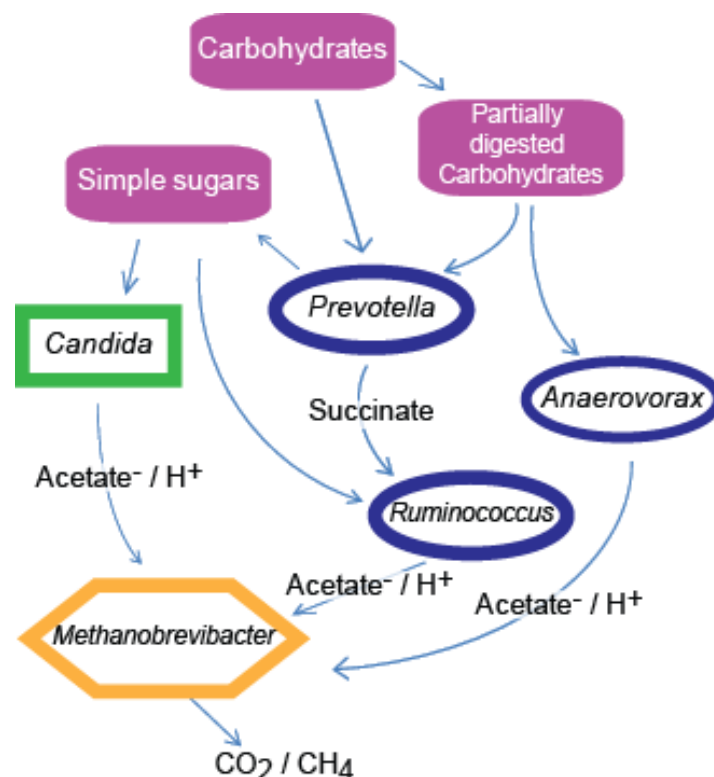 Carbohydrates
Partially
digested
Carbohydrates
Simple sugars
Prevotella
Candida
Anaerovorax
Succinate
Acetate⁻ / H⁺
Ruminococcus
Acetate⁻ / H⁺
Acetate⁻ / H⁺
Methanobrevibacter
CO₂ / CH₄